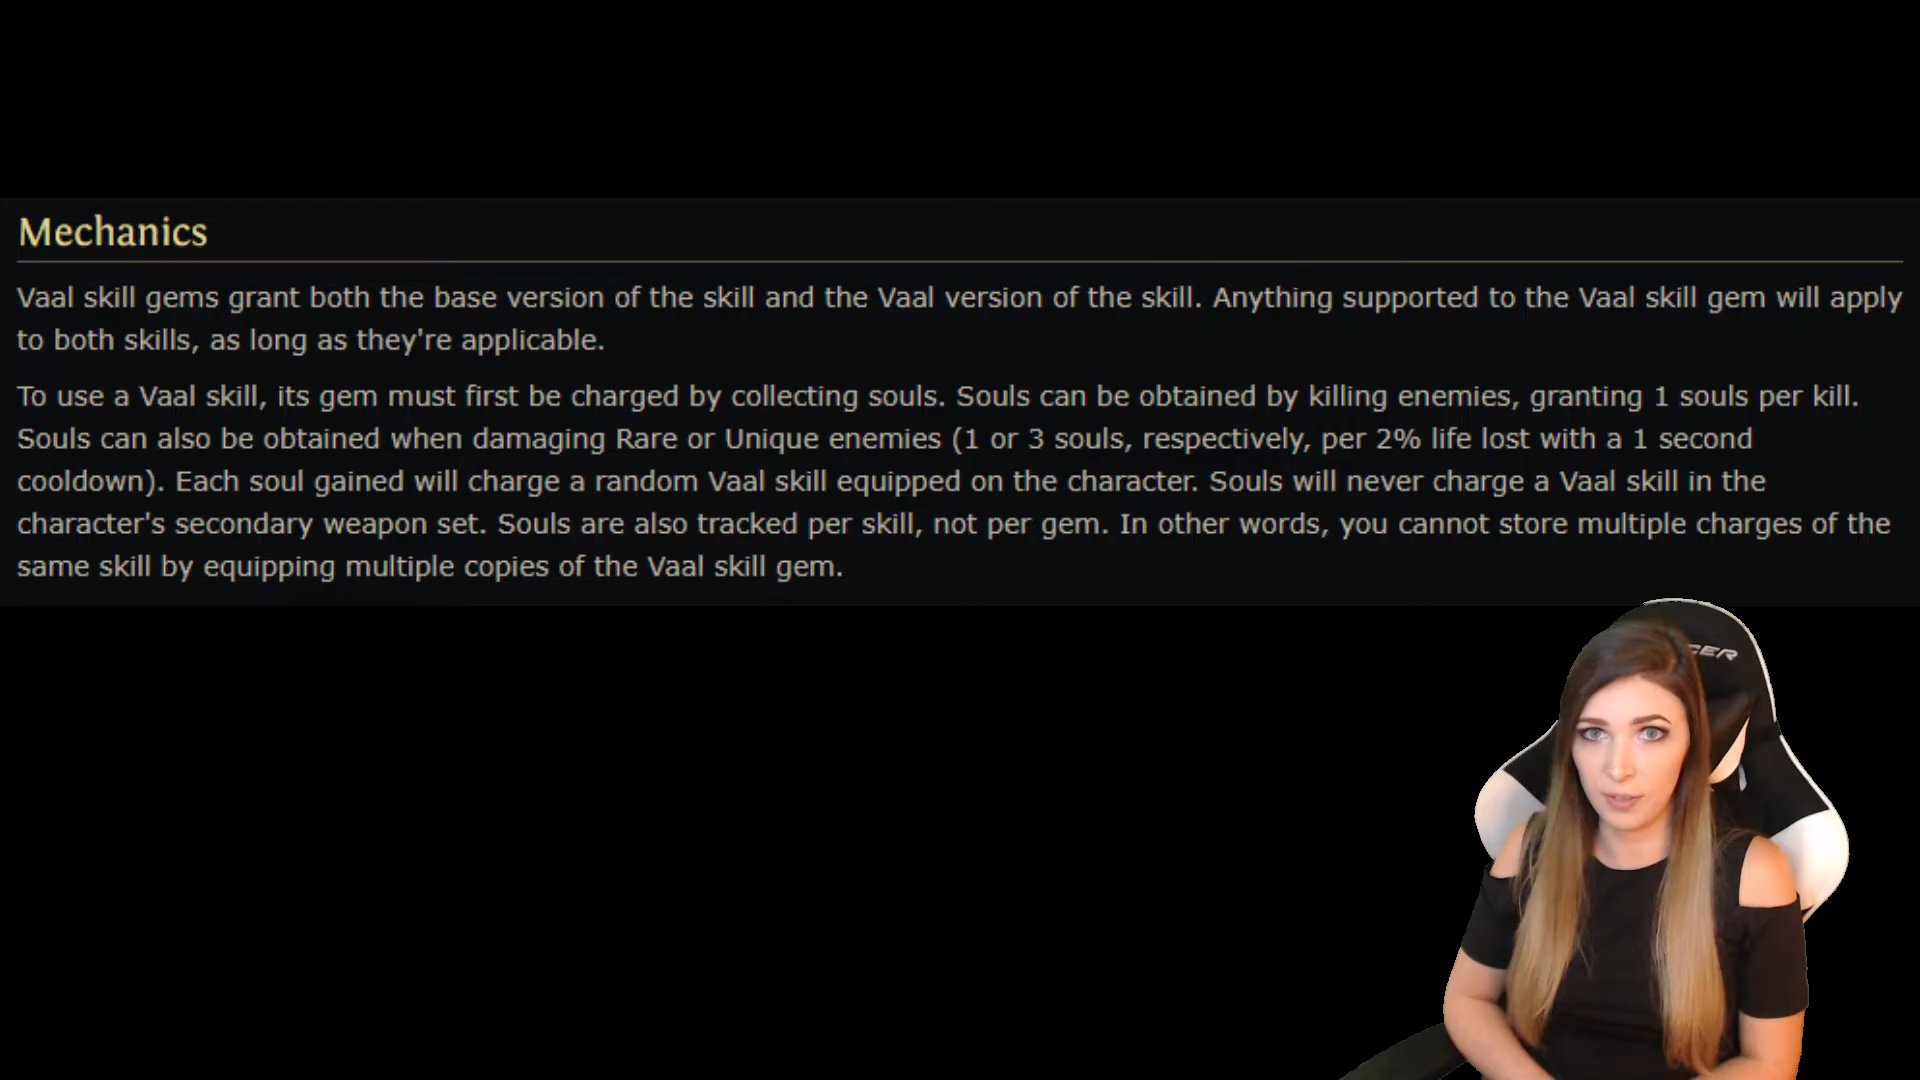 Mechanics
Vaal skill gems grant both the base version of the skill and the Vaal version of the skill. Anything supported to the Vaal skill gem will apply
to both skills, as long as they're applicable.
To use a Vaal skill, its gem must first be charged by collecting souls. Souls can be obtained by killing enemies, granting 1 souls per kill.
Souls can also be obtained when damaging Rare or Unique enemies (1 or 3 souls, respectively, per 2% life lost with a 1 second
cooldown). Each soul gained will charge a random Vaal skill equipped on the character. Souls will never charge a Vaal skill in the
character's secondary weapon set. Souls are also tracked per skill, not per gem. In other words, you cannot store multiple charges of the
same skill by equipping multiple copies of the Vaal skill gem.